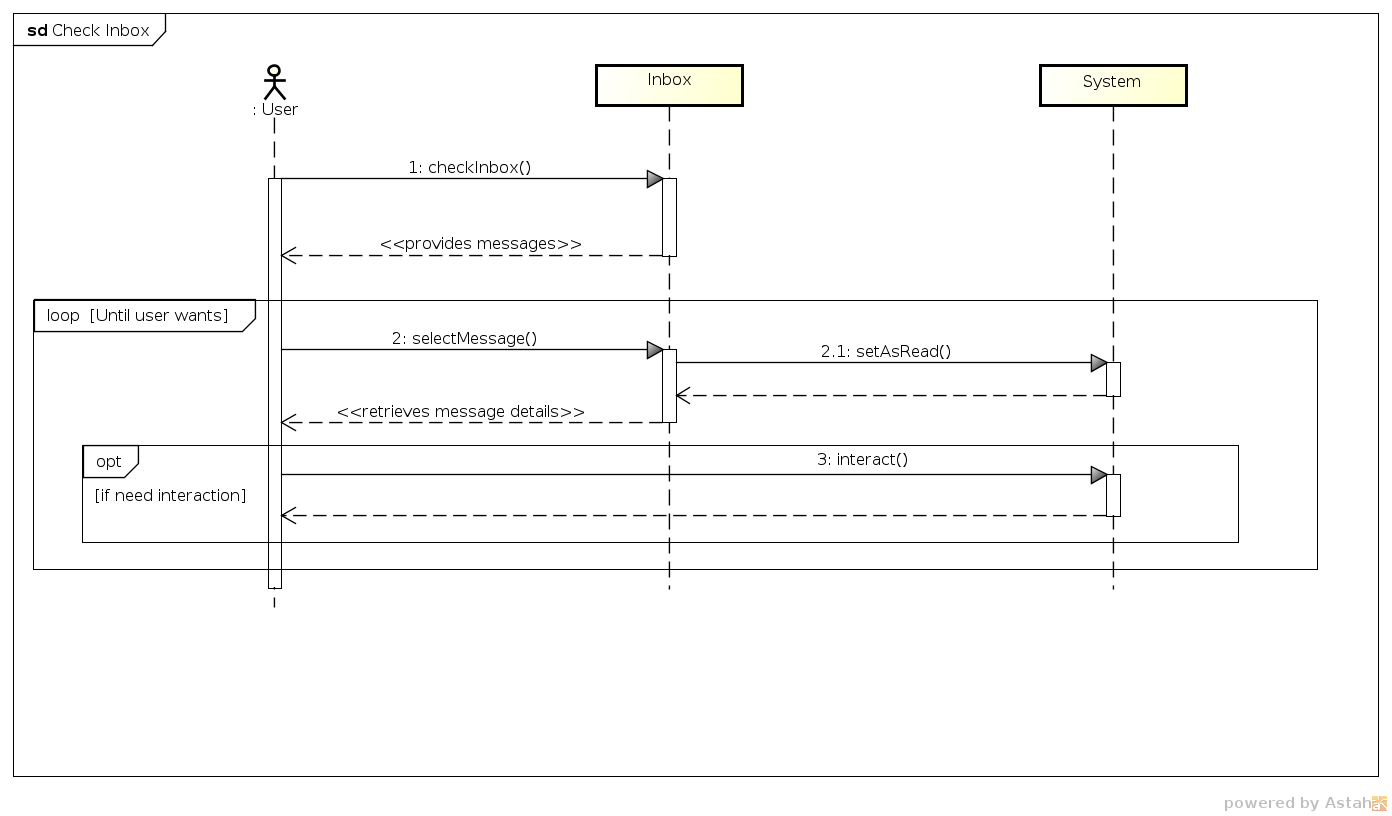 sd Check Inbox
: User
Inbox
System
1: checkInbox()
<<provides messages>>
loop [Until user wants]
2: selectMessage()
2.1: setAsRead()
<<retrieves message details>>
opt
3: interact()
[if need interaction]
powered by Astah